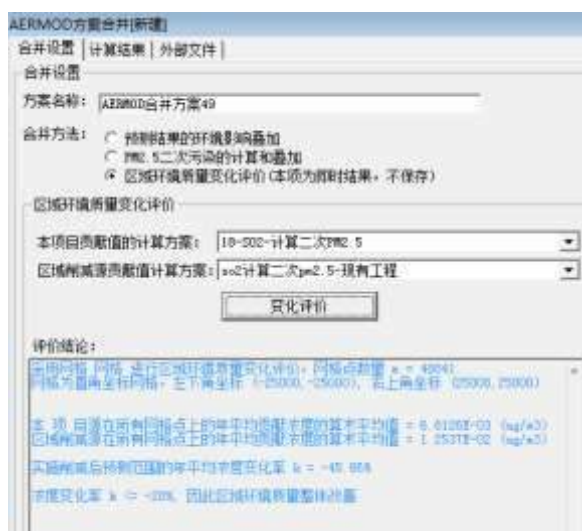 AERMOD方案合并[新建]
合并设置 计算结果 外部文件
合并设置
方案名称： AERMOD合并方案49
合并方法： 预测结果的环境影响叠加
PM2.5二次污染的计算和叠加
区域环境质量变化评价(本项为即时结果，不保存)
区域环境质量变化评价
本项目贡献值的计算方案： 10-SO2-计算二次PM2.5
区域削减源贡献值计算方案： so2计算二次pm2.5-现有工程
变化评价
评价结论：
采用网格 网格 进行区域环境质量变化评价，网格点数量 n = 40041
网格为直角坐标网格，左下角坐标 (-25000,-25000), 右上角坐标 (25000,25000)
本 项 目源在所有网格点上的年平均贡献浓度的算术平均值 = (ug/m3)
区域削减源在所有网格点上的年平均贡献浓度的算术平均值 = 1.2537E-02 (ug/m3)
实施削减后预测范围的年平均浓度变化率 k =
浓度变化率 k <= -20%, 因此区域环境质量整体改善